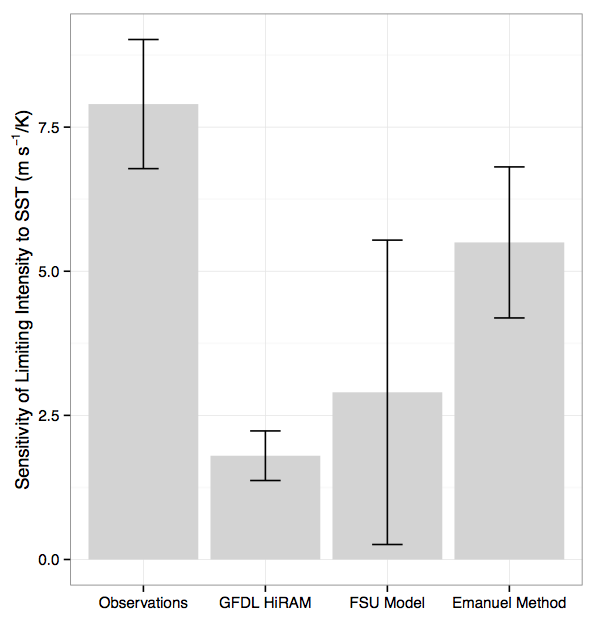 Sensitivity of Limiting Intensity to SST (m s⁻¹/K)
7.5
5.0
2.5
0.0
Observations GFDL HiRAM FSU Model Emanuel Method